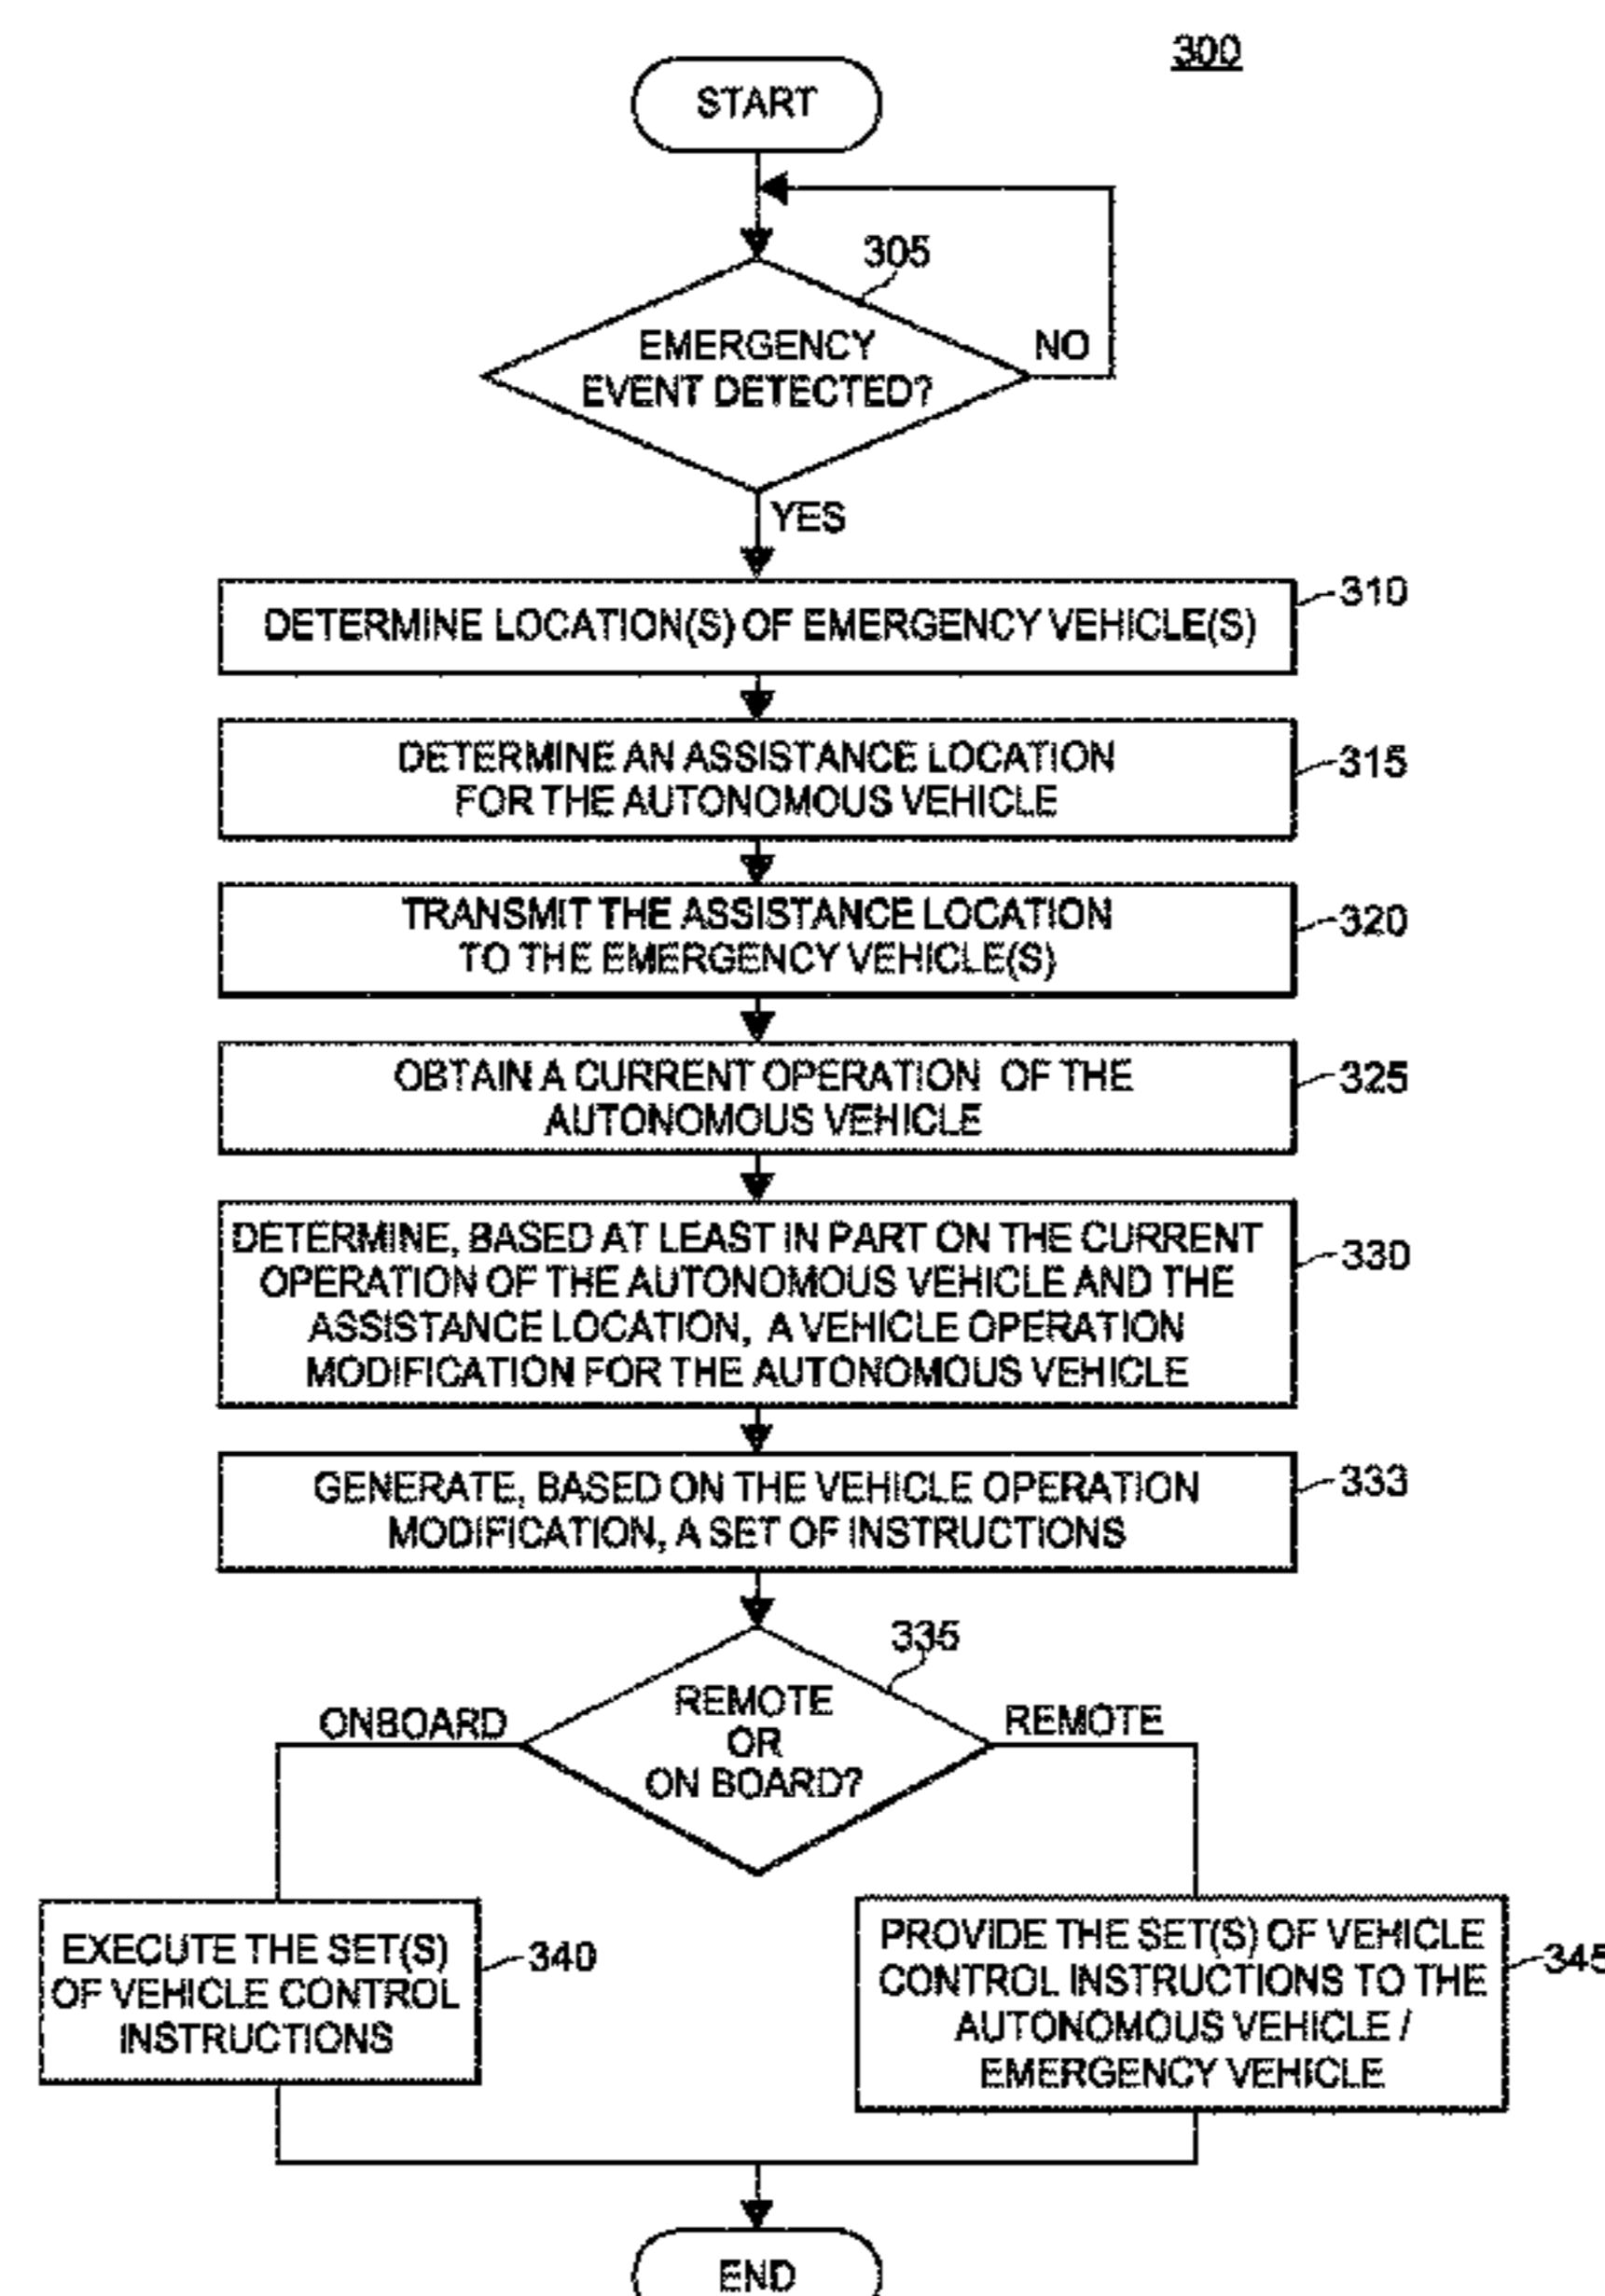 300
START
305
EMERGENCY
EVENT DETECTED?
NO
YES
DETERMINE LOCATION(S) OF EMERGENCY VEHICLE(S)
310
DETERMINE AN ASSISTANCE LOCATION
FOR THE AUTONOMOUS VEHICLE
315
TRANSMIT THE ASSISTANCE LOCATION
TO THE EMERGENCY VEHICLE(S)
320
OBTAIN A CURRENT OPERATION OF THE
AUTONOMOUS VEHICLE
325
DETERMINE, BASED AT LEAST IN PART ON THE CURRENT
OPERATION OF THE AUTONOMOUS VEHICLE AND THE
ASSISTANCE LOCATION, A VEHICLE OPERATION
MODIFICATION FOR THE AUTONOMOUS VEHICLE
330
GENERATE, BASED ON THE VEHICLE OPERATION
MODIFICATION, A SET OF INSTRUCTIONS
333
335
REMOTE
OR
ON BOARD?
ONBOARD
REMOTE
EXECUTE THE SET(S)
OF VEHICLE CONTROL
INSTRUCTIONS
340
PROVIDE THE SET(S) OF VEHICLE
CONTROL INSTRUCTIONS TO THE
AUTONOMOUS VEHICLE /
EMERGENCY VEHICLE
345
END